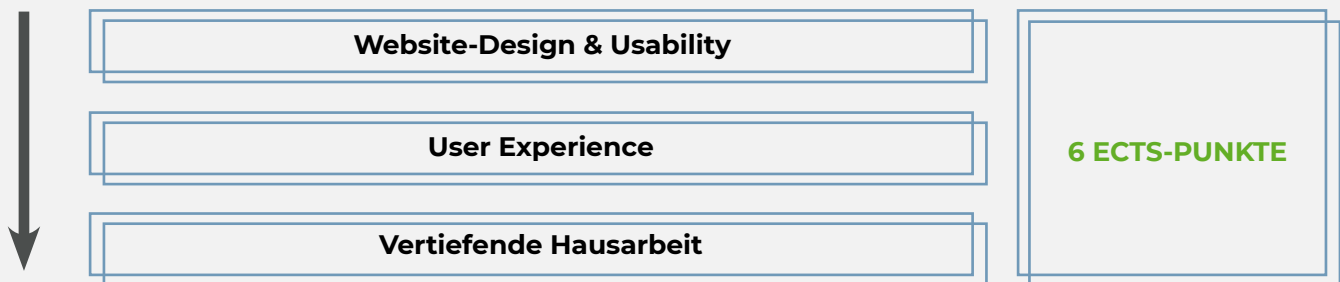 Website-Design & Usability
User Experience
6 ECTS-PUNKTE
Vertiefende Hausarbeit